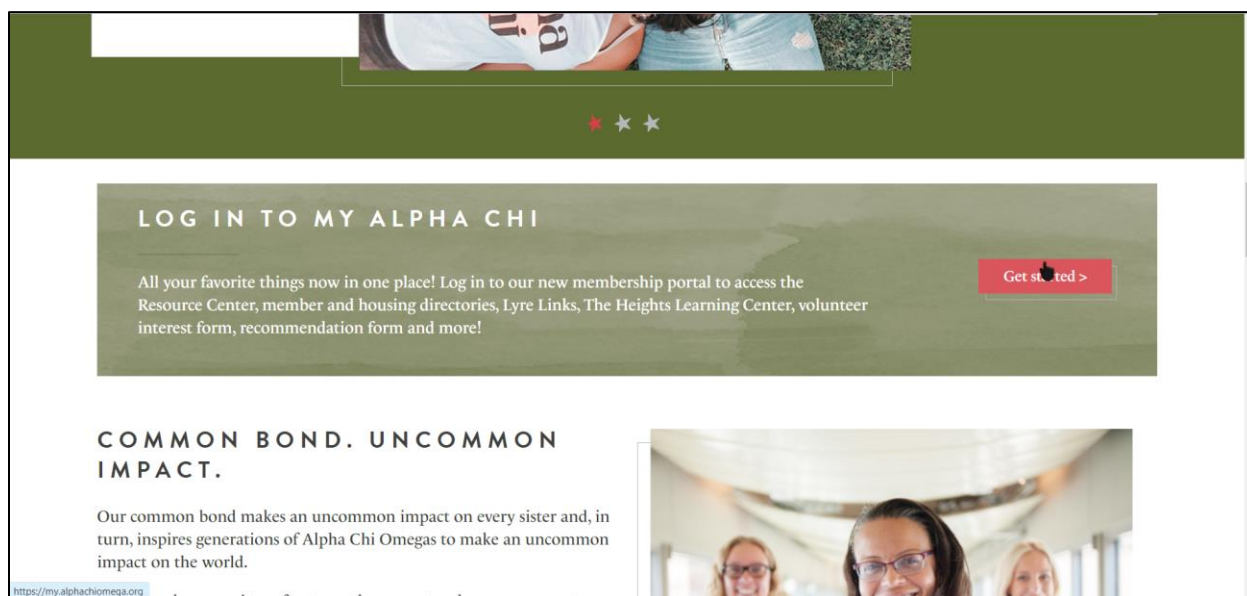 ma
hi
LOG IN TO MY ALPHA CHI
All your favorite things now in one place! Log in to our new membership portal to access the
Resource Center, member and housing directories, Lyre Links, The Heights Learning Center, volunteer
interest form, recommendation form and more!
Get started >
COMMON BOND. UNCOMMON
IMPACT.
Our common bond makes an uncommon impact on every sister and, in
turn, inspires generations of Alpha Chi Omegas to make an uncommon
impact on the world.
https://my.alphachiomega.org